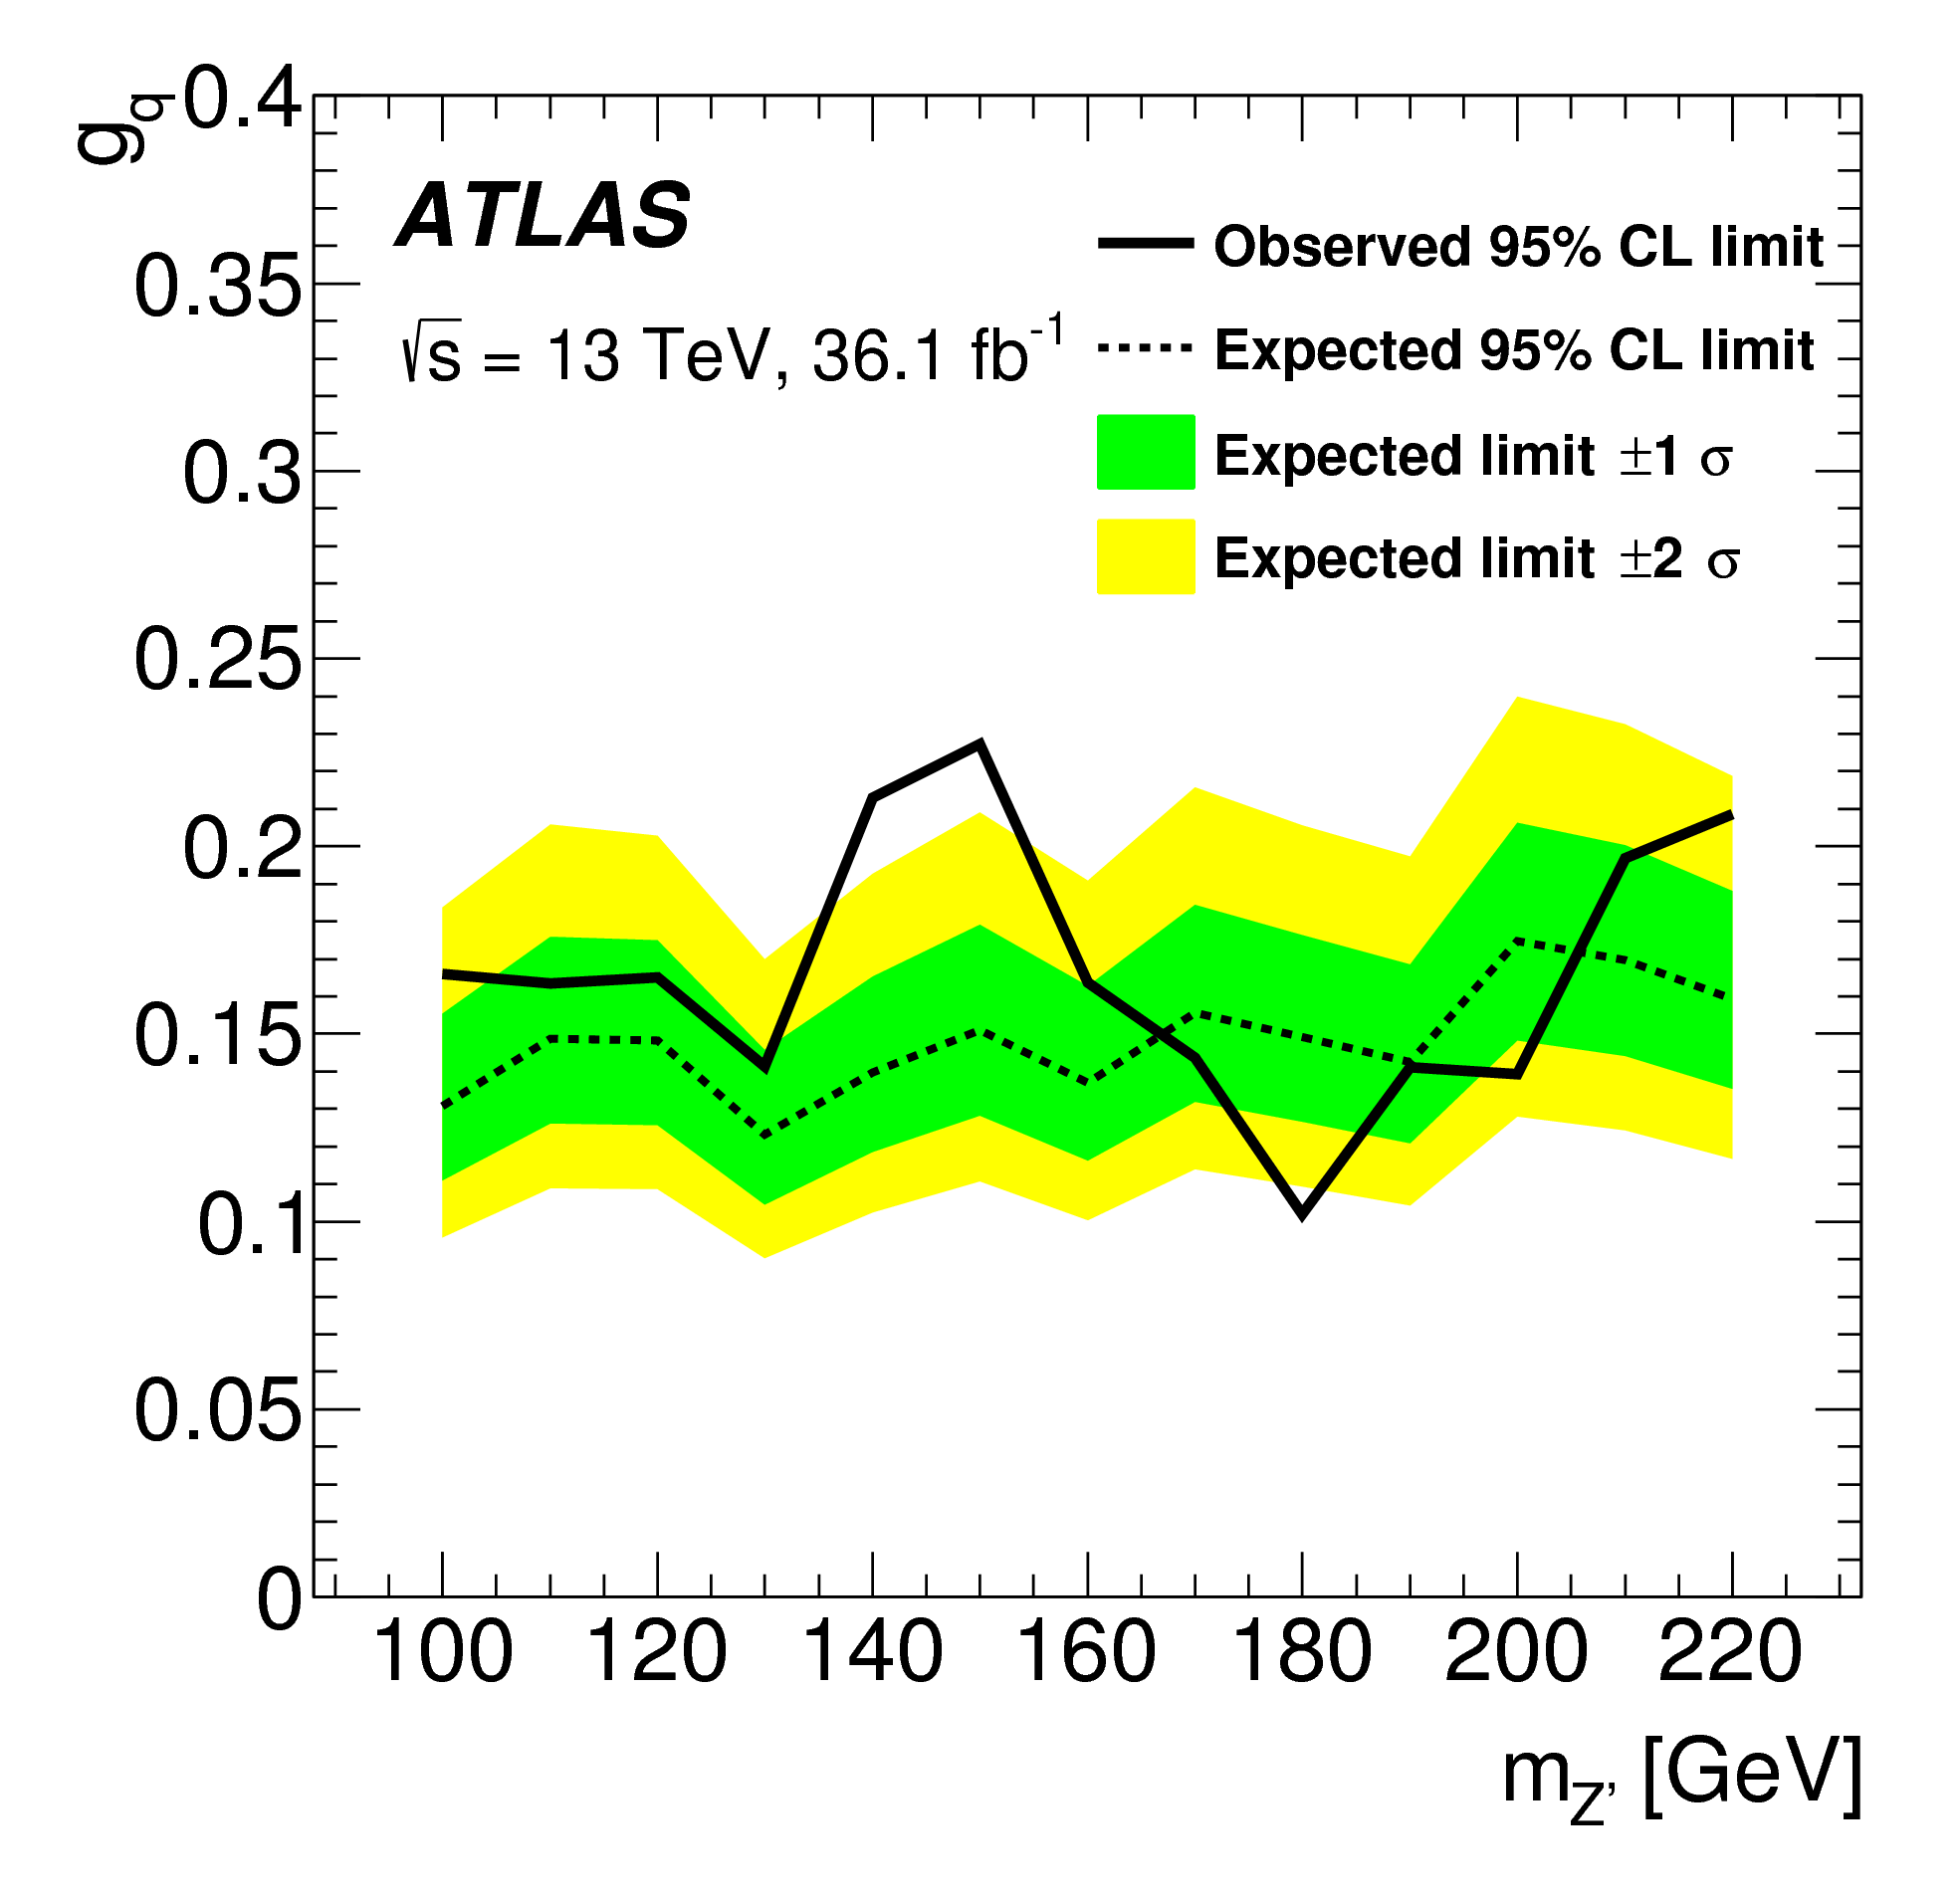 g_q
0.4
0.35
0.3
0.25
0.2
0.15
0.1
0.05
0
ATLAS
√s = 13 TeV, 36.1 fb⁻¹
Observed 95% CL limit
Expected 95% CL limit
Expected limit ±1 σ
Expected limit ±2 σ
100 120 140 160 180 200 220
m_Z' [GeV]